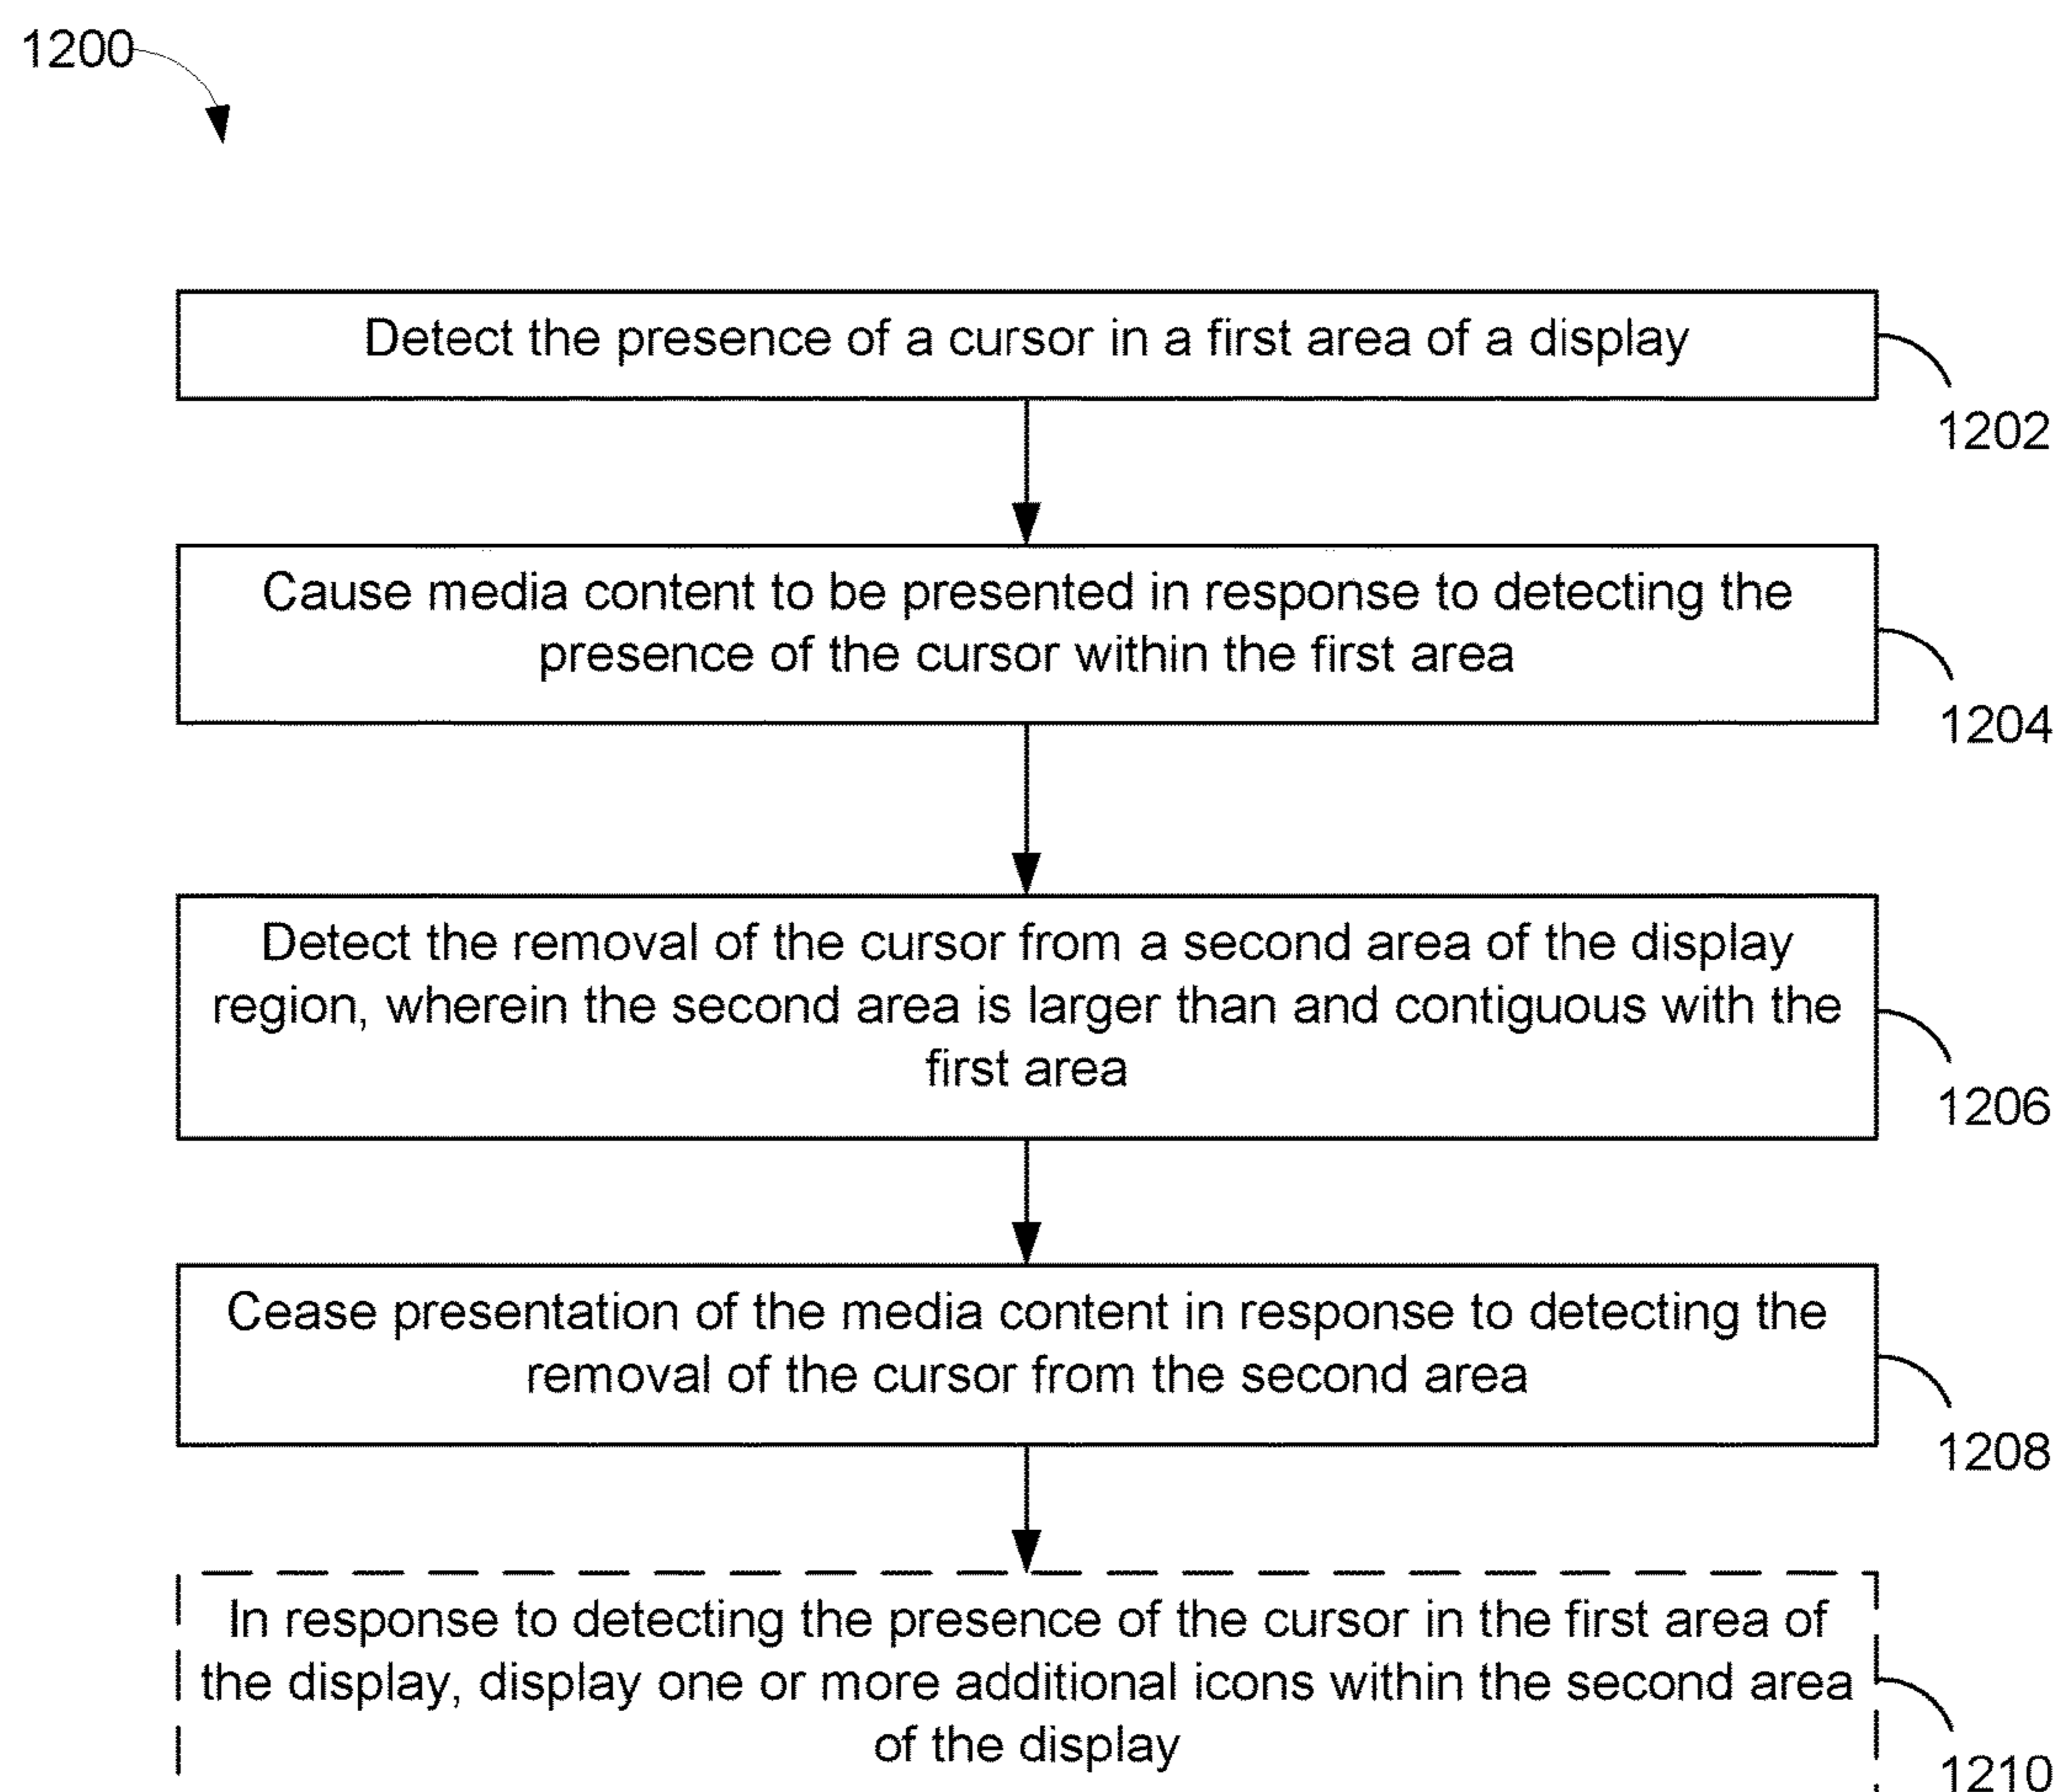 1200
Detect the presence of a cursor in a first area of a display
1202
Cause media content to be presented in response to detecting the
presence of the cursor within the first area
1204
Detect the removal of the cursor from a second area of the display
region, wherein the second area is larger than and contiguous with the
first area
1206
Cease presentation of the media content in response to detecting the
removal of the cursor from the second area
1208
In response to detecting the presence of the cursor in the first area of
the display, display one or more additional icons within the second area
of the display
1210